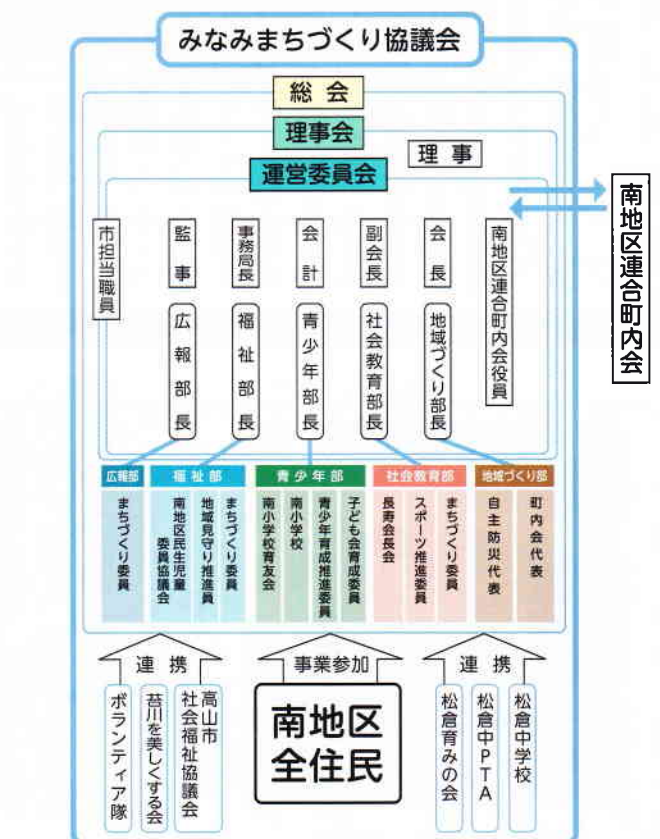 みなみまちづくり協議会
総会
理事会
理事
運営委員会
南地区連合町内会
市担当職員
監事
事務局長
会計
副会長
会長
南地区連合町内会役員
広報部長
福祉部長
青少年部長
社会教育部長
地域づくり部長
広報部
福祉部
青少年部
社会教育部
地域づくり部
まちづくり委員
南地区民生児童
委員協議会
地域見守り推進員
まちづくり委員
南小学校育友会
南小学校
青少年育成推進委員
子ども会育成委員
長寿会長会
スポーツ推進委員
まちづくり委員
自主防災代表
町内会代表
連携
事業参加
連携
ボランティア隊
苔川を美しくする会
高山市
社会福祉協議会
南地区
全住民
松倉育みの会
松倉中PTA
松倉中学校